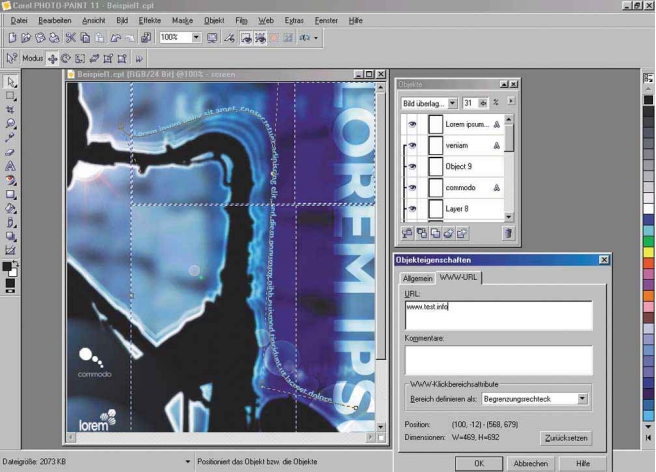 Corel PHOTO-PAINT 11 - Beispiel1.cpt
Datei Bearbeiten Ansicht Bild Effekte Maske Objekt Film Web Extras Fenster Hilfe
100%
Modus
Beispiel1.cpt [RGB/24 Bit] @100% - screen
LOREM IPS
commodo
lorem
Objekte
Bild überlag... 31 %
Lorem ipsum... A
veniam A
Object 9
commodo A
Layer 8
Objekteigenschaften
Allgemein WWW-URL
URL:
www.test.info
Kommentare:
WWW-Klickbereichsattribute
Bereich definieren als: Begrenzungsrechteck
Position: (100, -12) - (568, 679)
Dimensionen: W=469, H=692
Zurücksetzen
OK Abbrechen Hilfe
Dateigröße: 2073 KB Positioniert das Objekt bzw. die Objekte